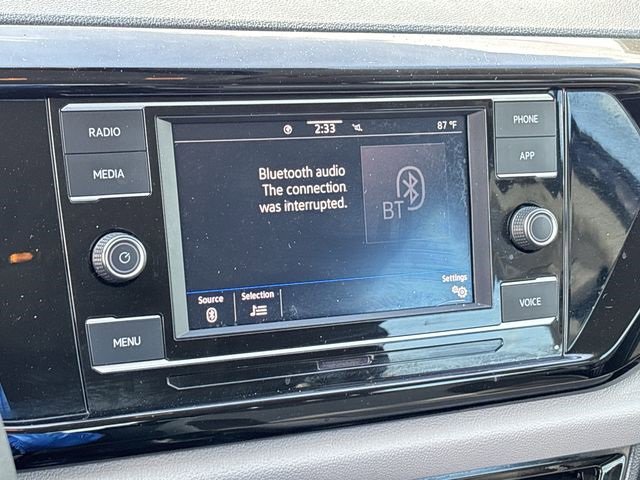 RADIO
MEDIA
MENU
2:33
87 °F
Bluetooth audio
The connection
was interrupted.
BT
Source
Selection
Settings
PHONE
APP
VOICE